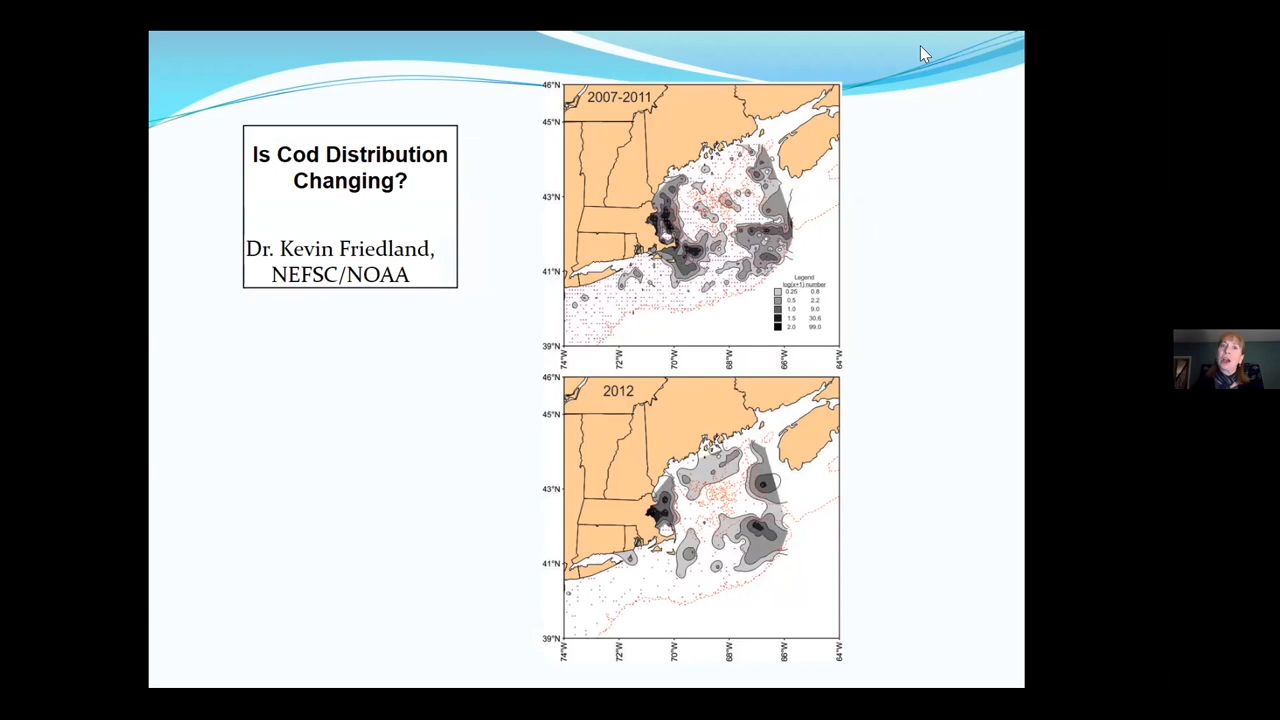 Is Cod Distribution
Changing?
Dr. Kevin Friedland,
NEFSC/NOAA
46°N
2007-2011
45°N
43°N
41°N
39°N
Legend
log(x+1) number
0.25 0.8
0.5 2.2
1.0 9.0
1.5 30.6
2.0 99.0
74°W
72°W
70°W
68°W
66°W
64°W
46°N
2012
45°N
43°N
41°N
39°N
74°W
72°W
70°W
68°W
66°W
64°W